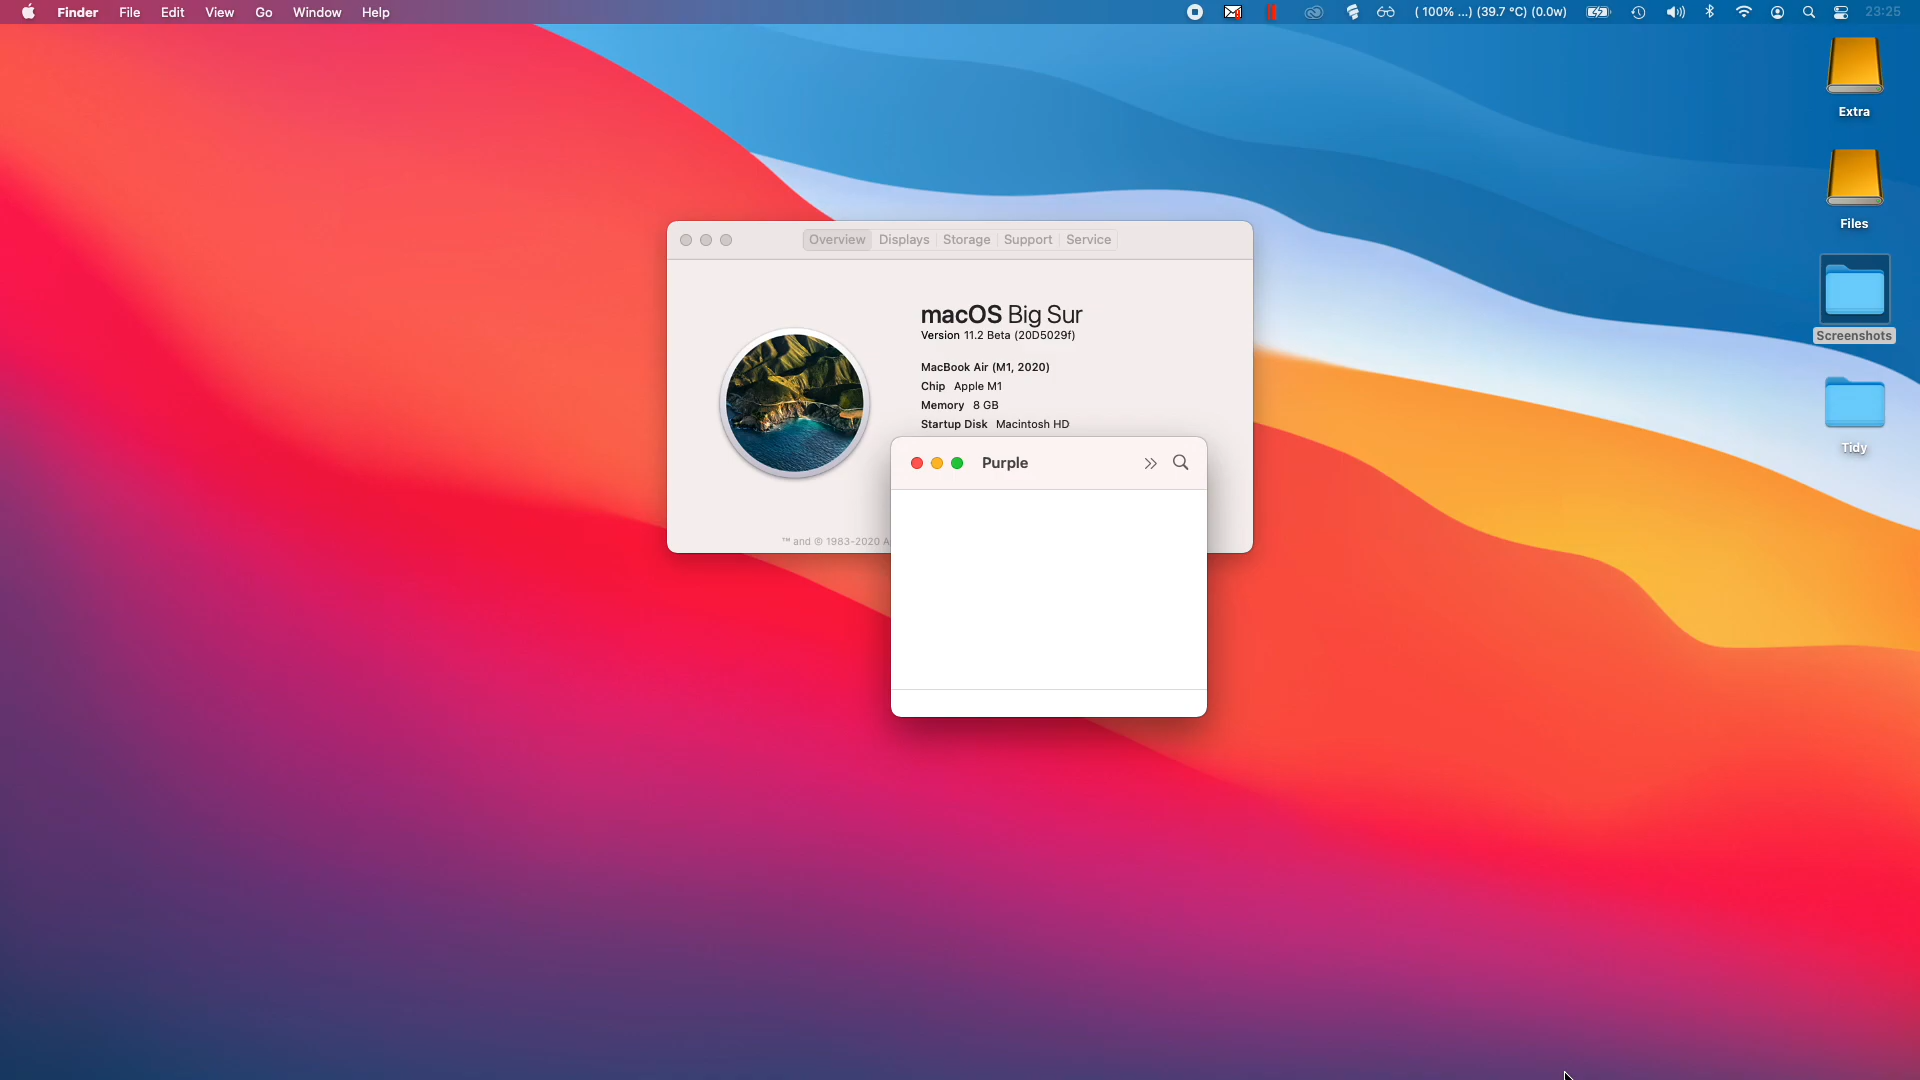 Finder File Edit View Go Window Help
( 100% ...) (39.7 °C) (0.0w) 23:25
Extra
Files
Screenshots
Tidy
Overview Displays Storage Support Service
macOS Big Sur
Version 11.2 Beta (20D5029f)
MacBook Air (M1, 2020)
Chip Apple M1
Memory 8 GB
Startup Disk Macintosh HD
™ and © 1983-2020 A
Purple